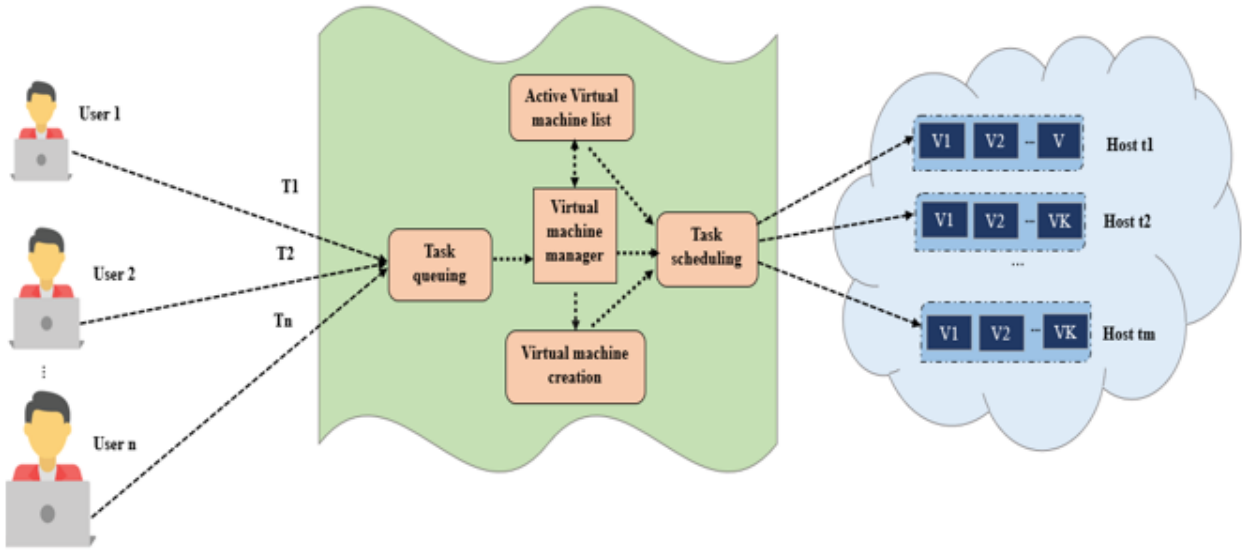 User 1
User 2
...
User n
T1
T2
Tn
Task
queuing
Active Virtual
machine list
Virtual
machine
manager
Virtual machine
creation
Task
scheduling
V1 V2 ... V
Host t1
V1 V2 ... VK
Host t2
...
V1 V2 ... VK
Host tm